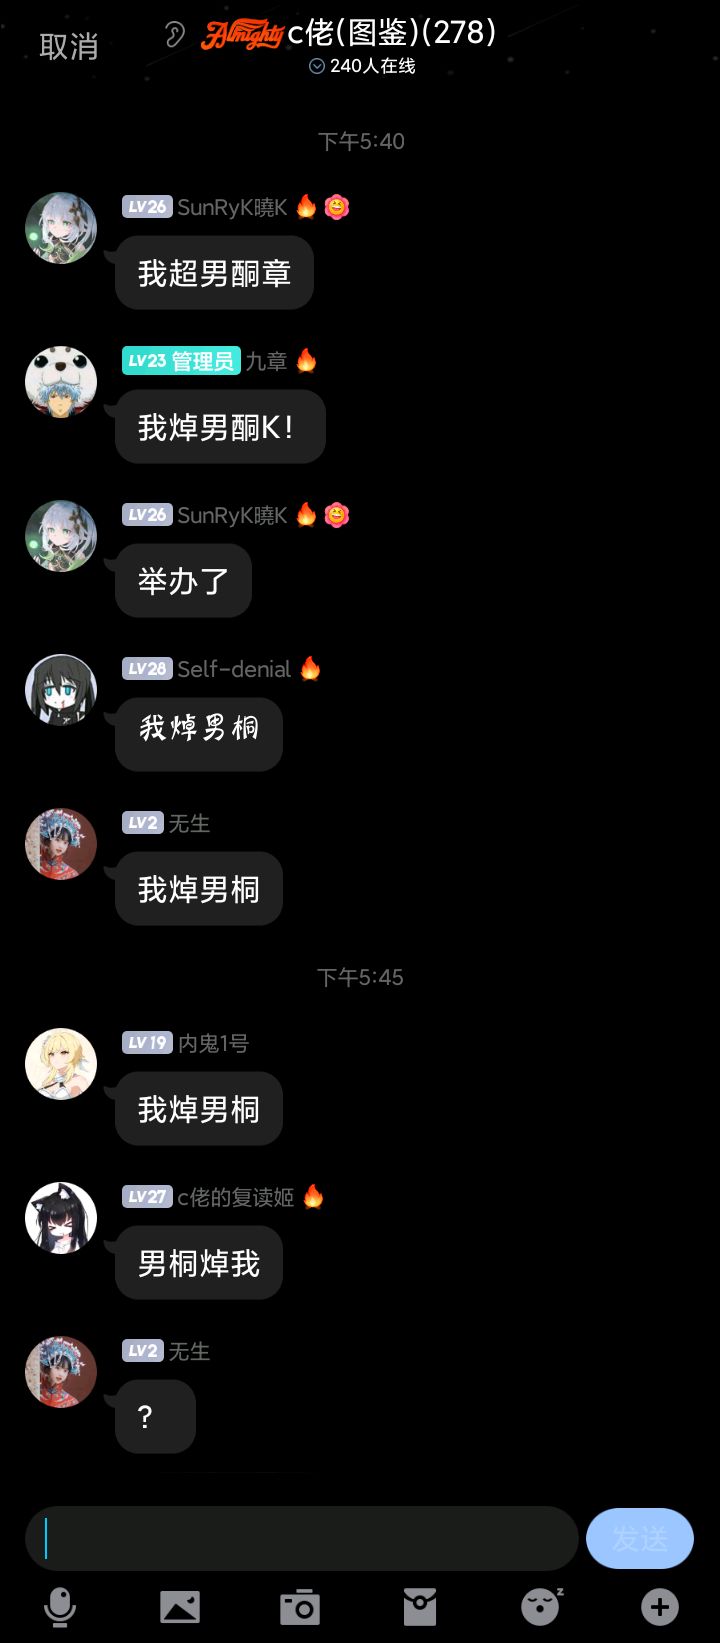 取消
Almighty c佬(图鉴)(278)
240人在线
下午5:40
LV26 SunRyK曉K
我超男酮章
LV23 管理员 九章
我焯男酮K！
LV26 SunRyK曉K
举办了
LV28 Self-denial
我焯男桐
LV2 无生
我焯男桐
下午5:45
LV19 内鬼1号
我焯男桐
LV27 c佬的复读姬
男桐焯我
LV2 无生
？
发送
z